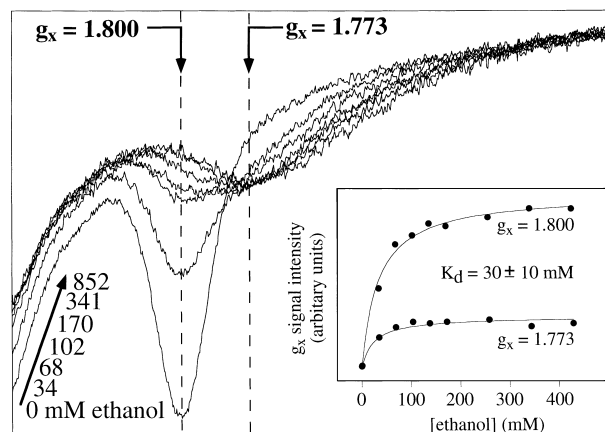 gx = 1.800
gx = 1.773
852
341
170
102
68
34
0 mM ethanol
gx signal intensity
(arbitary units)
gx = 1.800
Kd = 30 ± 10 mM
gx = 1.773
0 100 200 300 400
[ethanol] (mM)